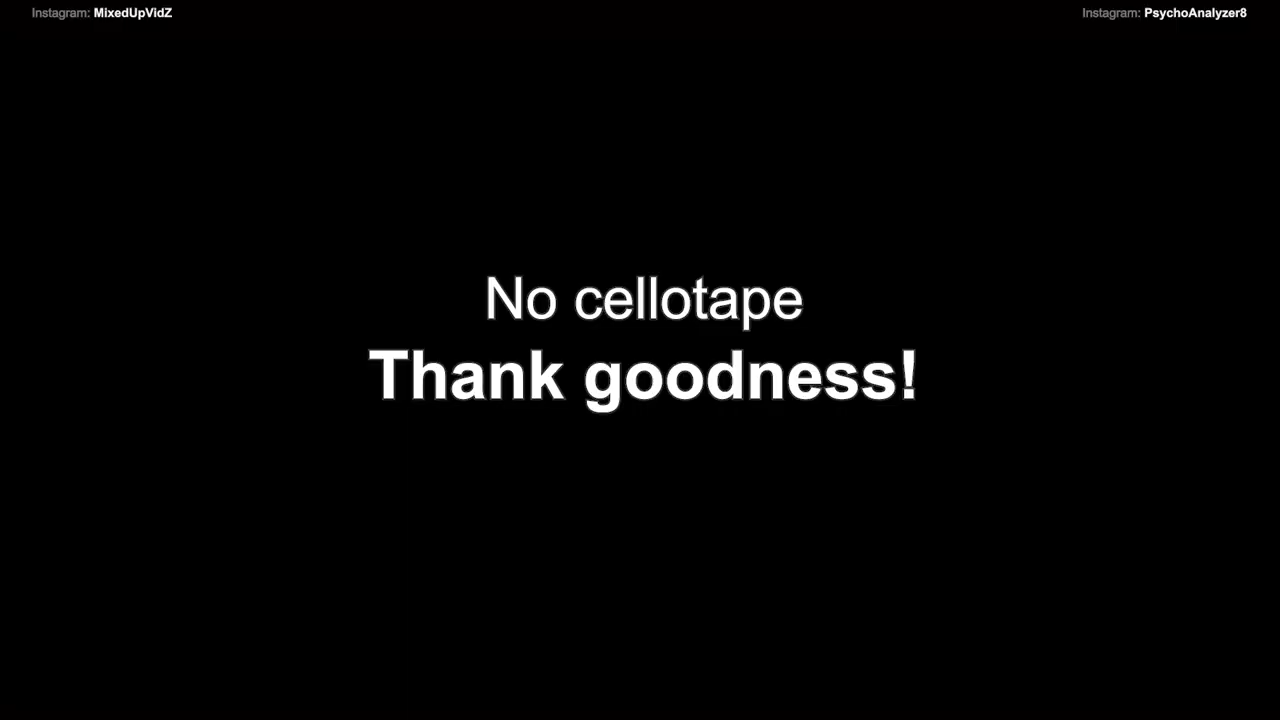 Instagram: MixedUpVidZ
Instagram: PsychoAnalyzer8
No cellotape
Thank goodness!